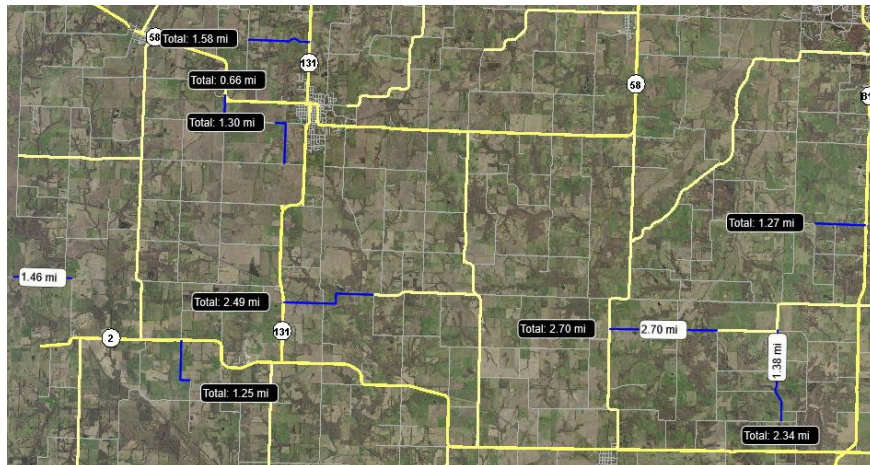 58
Total: 1.58 mi
131
Total: 0.66 mi
58
81
Total: 1.30 mi
Total: 1.27 mi
1.46 mi
Total: 2.49 mi
131
Total: 2.70 mi
2.70 mi
2
1.38 mi
Total: 1.25 mi
Total: 2.34 mi